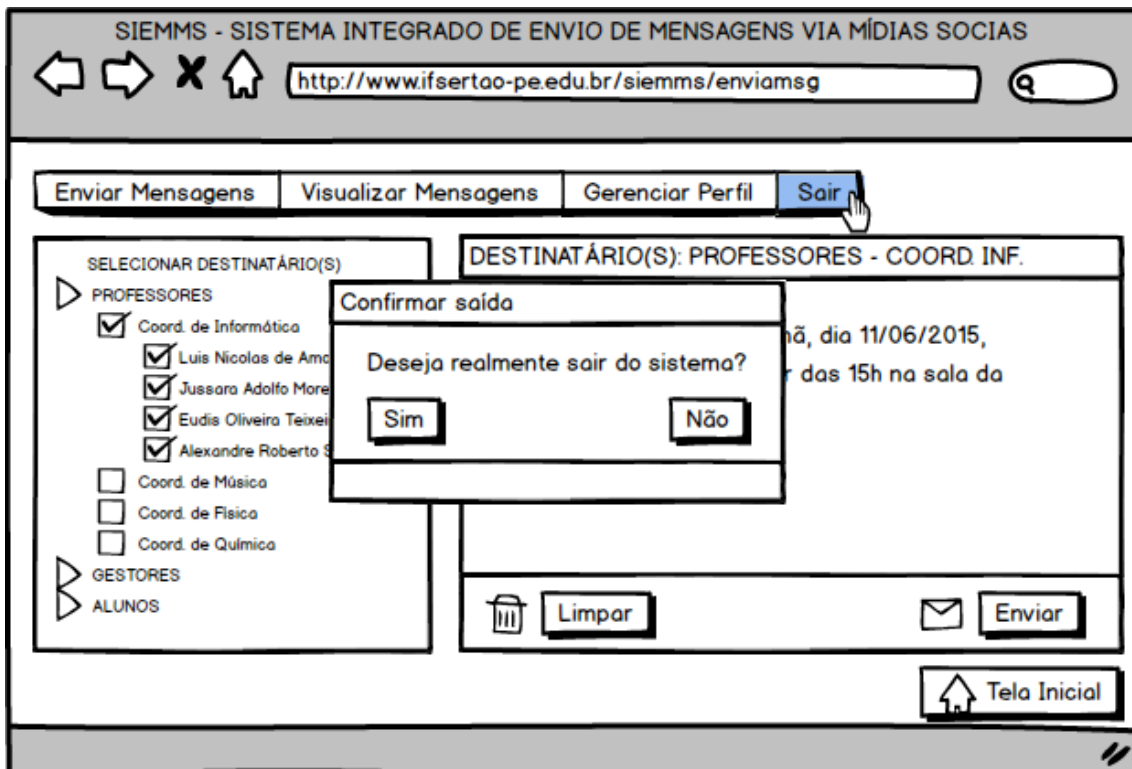 SIEMMS - SISTEMA INTEGRADO DE ENVIO DE MENSAGENS VIA MÍDIAS SOCIAS
http://www.ifsertao-pe.edu.br/siemms/enviamsg
Enviar Mensagens Visualizar Mensagens Gerenciar Perfil Sair
SELECIONAR DESTINATÁRIO(S)
PROFESSORES
Coord. de Informática
Luis Nicolas de
Jussara Adolfo
Eudis Oliveira
Alexandre Roberto
Coord. de Música
Coord. de Física
Coord. de Química
GESTORES
ALUNOS
DESTINATÁRIO(S): PROFESSORES - COORD. INF.
dia 11/06/2015,
das 15h na sala da
Confirmar saída
Deseja realmente sair do sistema?
Sim Não
Limpar Enviar
Tela Inicial